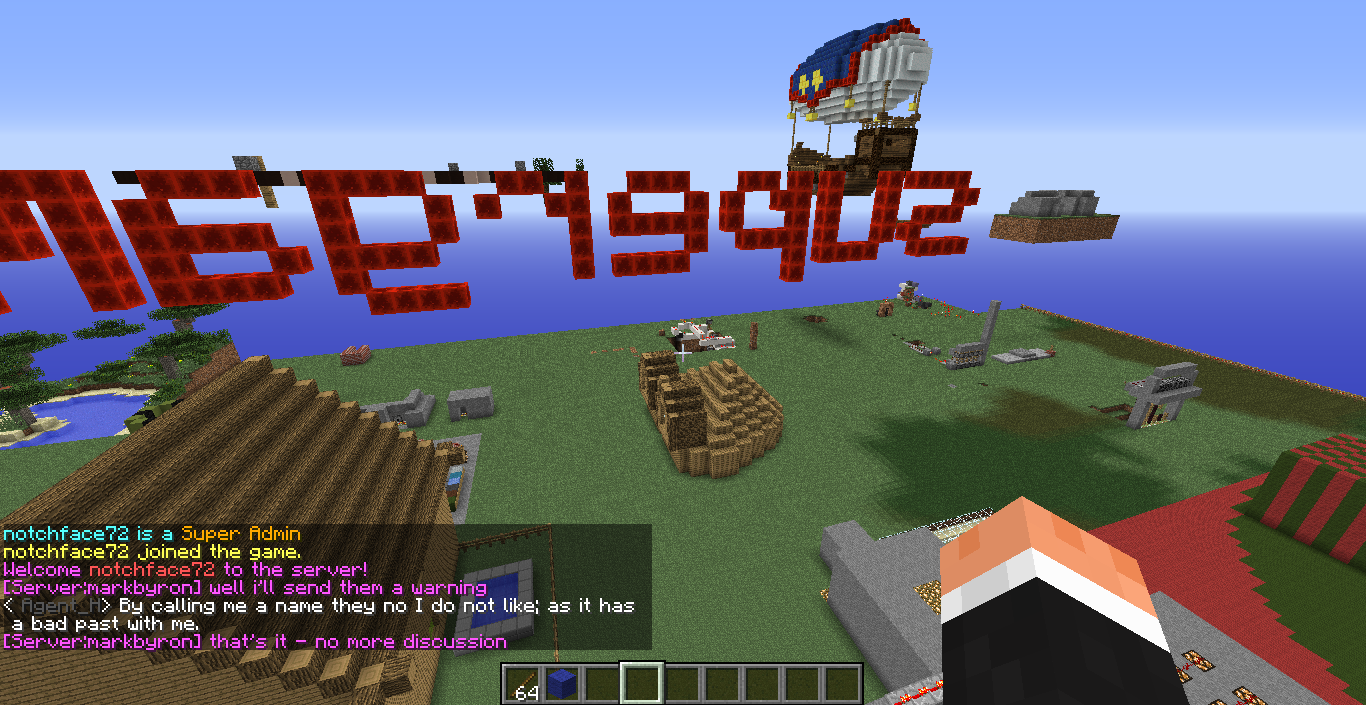 notchface72 is a Super Admin
notchface72 joined the game.
Welcome notchface72 to the server!
[Server:markbyron] well i'll send them a warning
< Agent_H> By calling me a name they no I do not like; as it has
a bad past with me.
[Server:markbyron] that's it - no more discussion
64